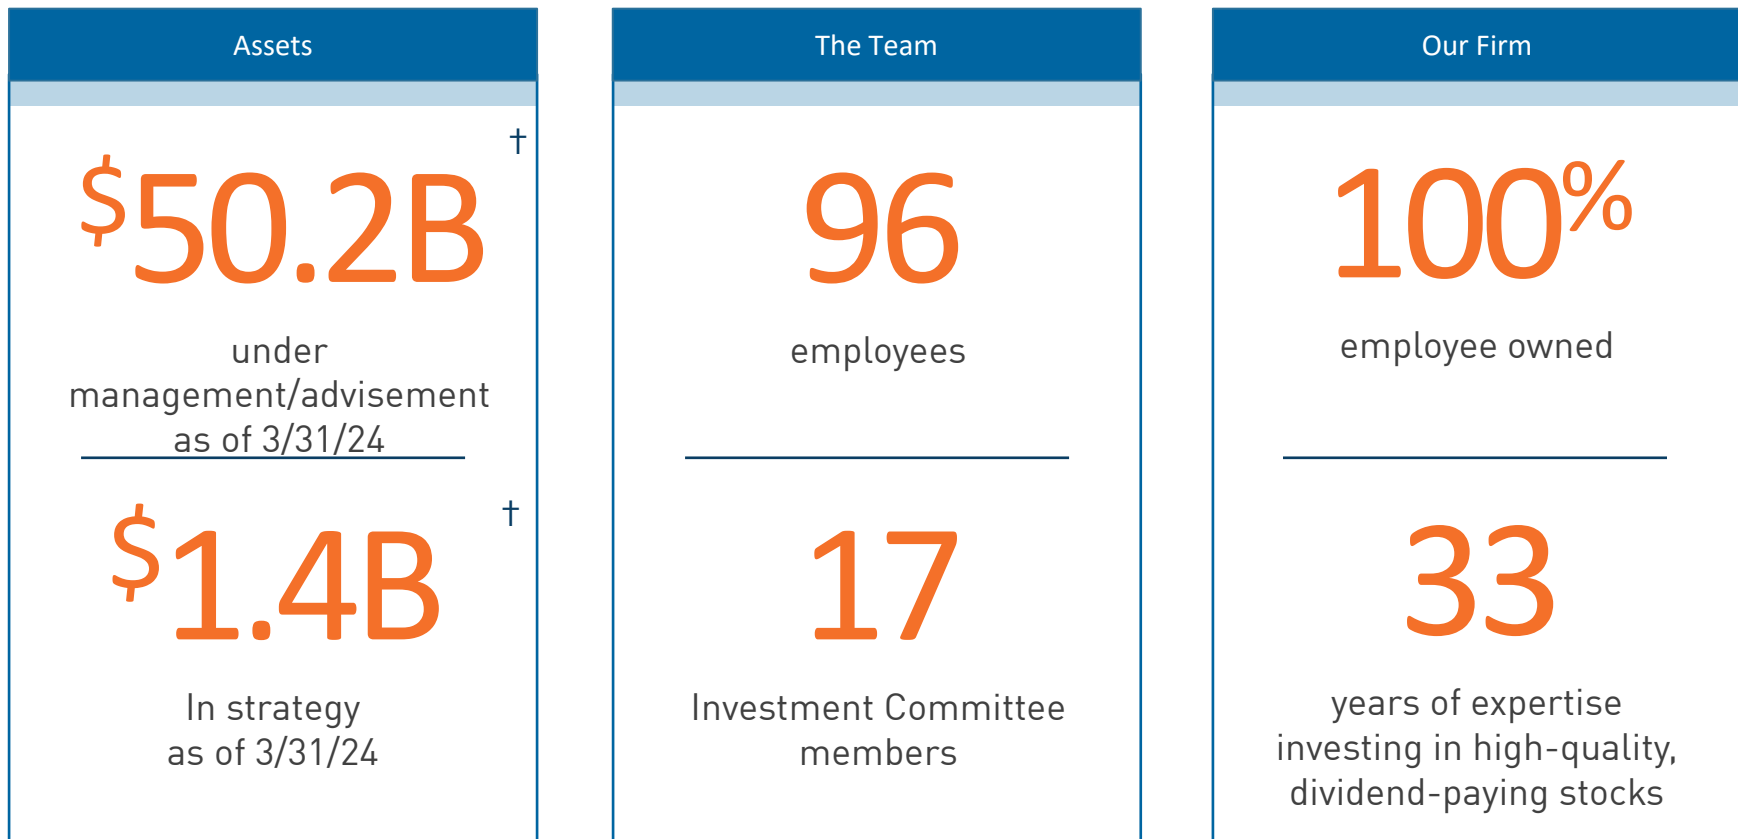 Assets
$50.2B†
under
management/advisement
as of 3/31/24
$1.4B†
In strategy
as of 3/31/24
The Team
96
employees
17
Investment Committee
members
Our Firm
100%
employee owned
33
years of expertise
investing in high-quality,
dividend-paying stocks